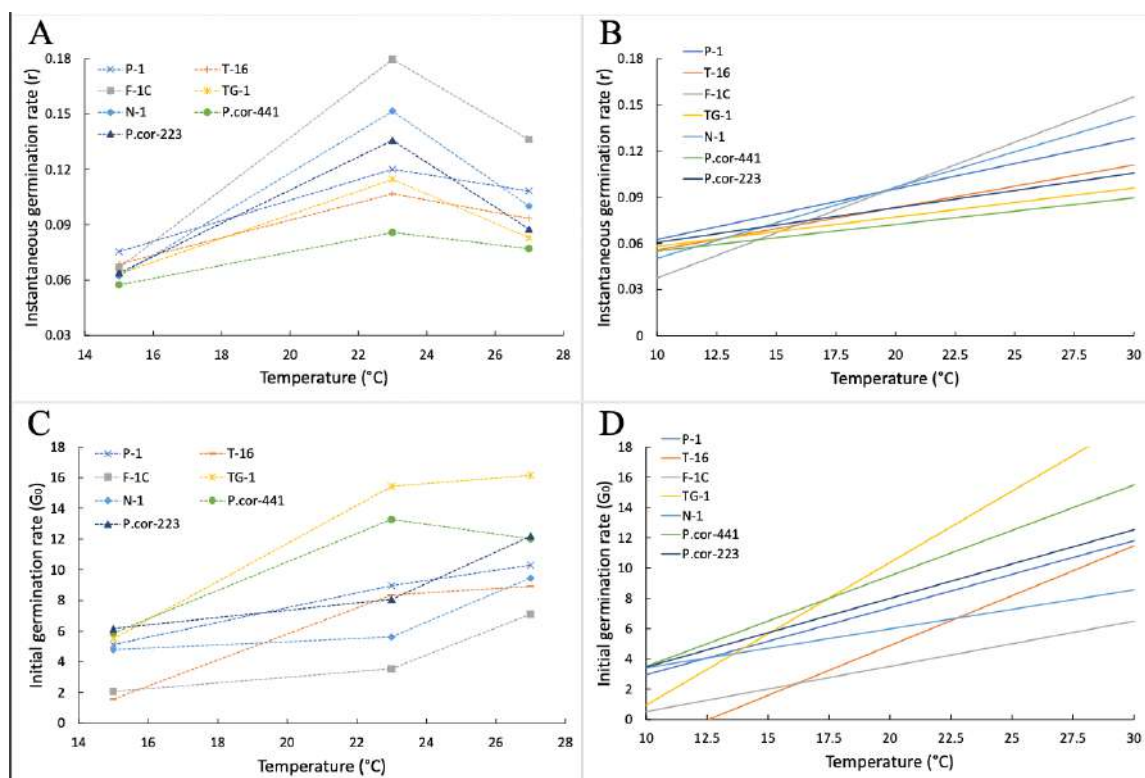 A
Instantaneous germination rate (r)
0.18
0.15
0.12
0.09
0.06
0.03
P-1
T-16
F-1C
TG-1
N-1
P.cor-441
P.cor-223
14 16 18 20 22 24 26 28
Temperature (°C)
B
Instantaneous germination rate (r)
0.18
0.15
0.12
0.09
0.06
0.03
0
P-1
T-16
F-1C
TG-1
N-1
P.cor-441
P.cor-223
10 12.5 15 17.5 20 22.5 25 27.5 30
Temperature (°C)
C
Initial germination rate (G0)
18
16
14
12
10
8
6
4
2
0
P-1
T-16
F-1C
TG-1
N-1
P.cor-441
P.cor-223
14 16 18 20 22 24 26 28
Temperature (°C)
D
Initial germination rate (G0)
18
16
14
12
10
8
6
4
2
0
P-1
T-16
F-1C
TG-1
N-1
P.cor-441
P.cor-223
10 12.5 15 17.5 20 22.5 25 27.5 30
Temperature (°C)